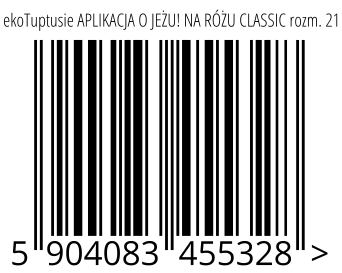 ekoTuptusie APLIKACJA O JEŻU! NA RÓŻU CLASSIC rozm. 21
5 904083 455328 >